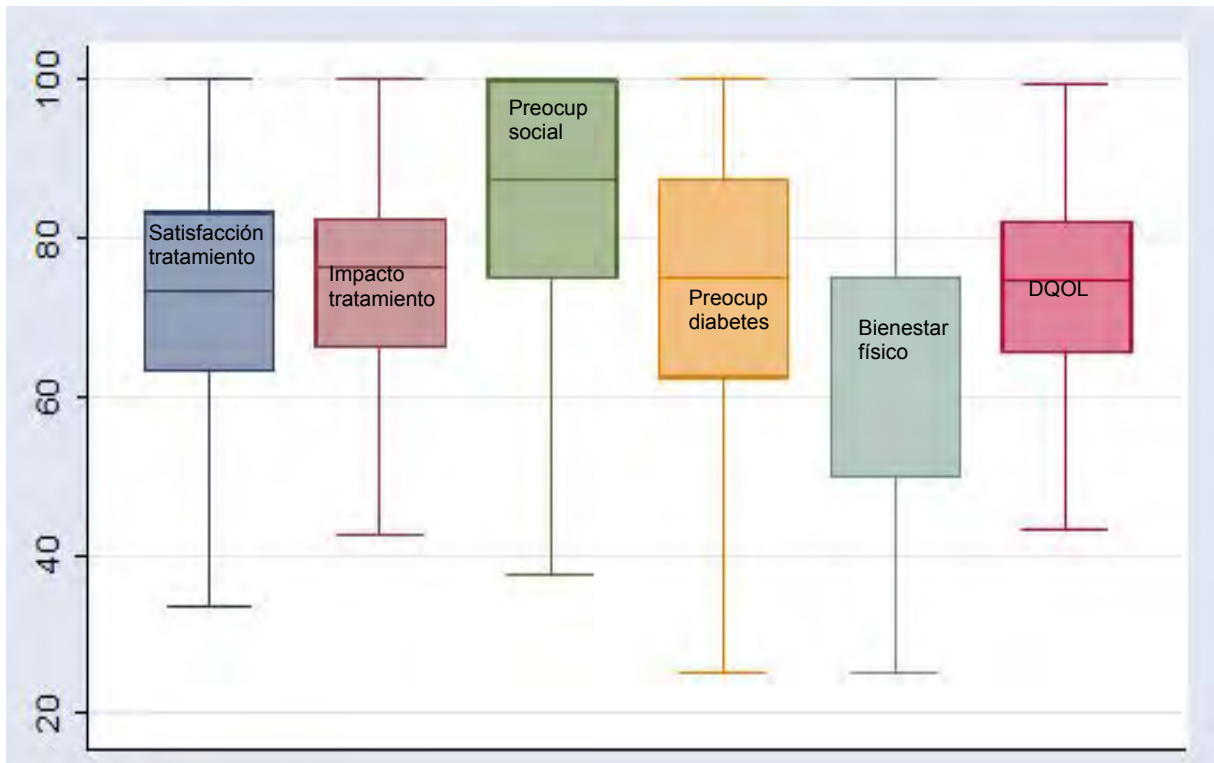 100
80
60
40
20
Satisfacción
tratamiento
Impacto
tratamiento
Preocup
social
Preocup
diabetes
Bienestar
físico
DQOL